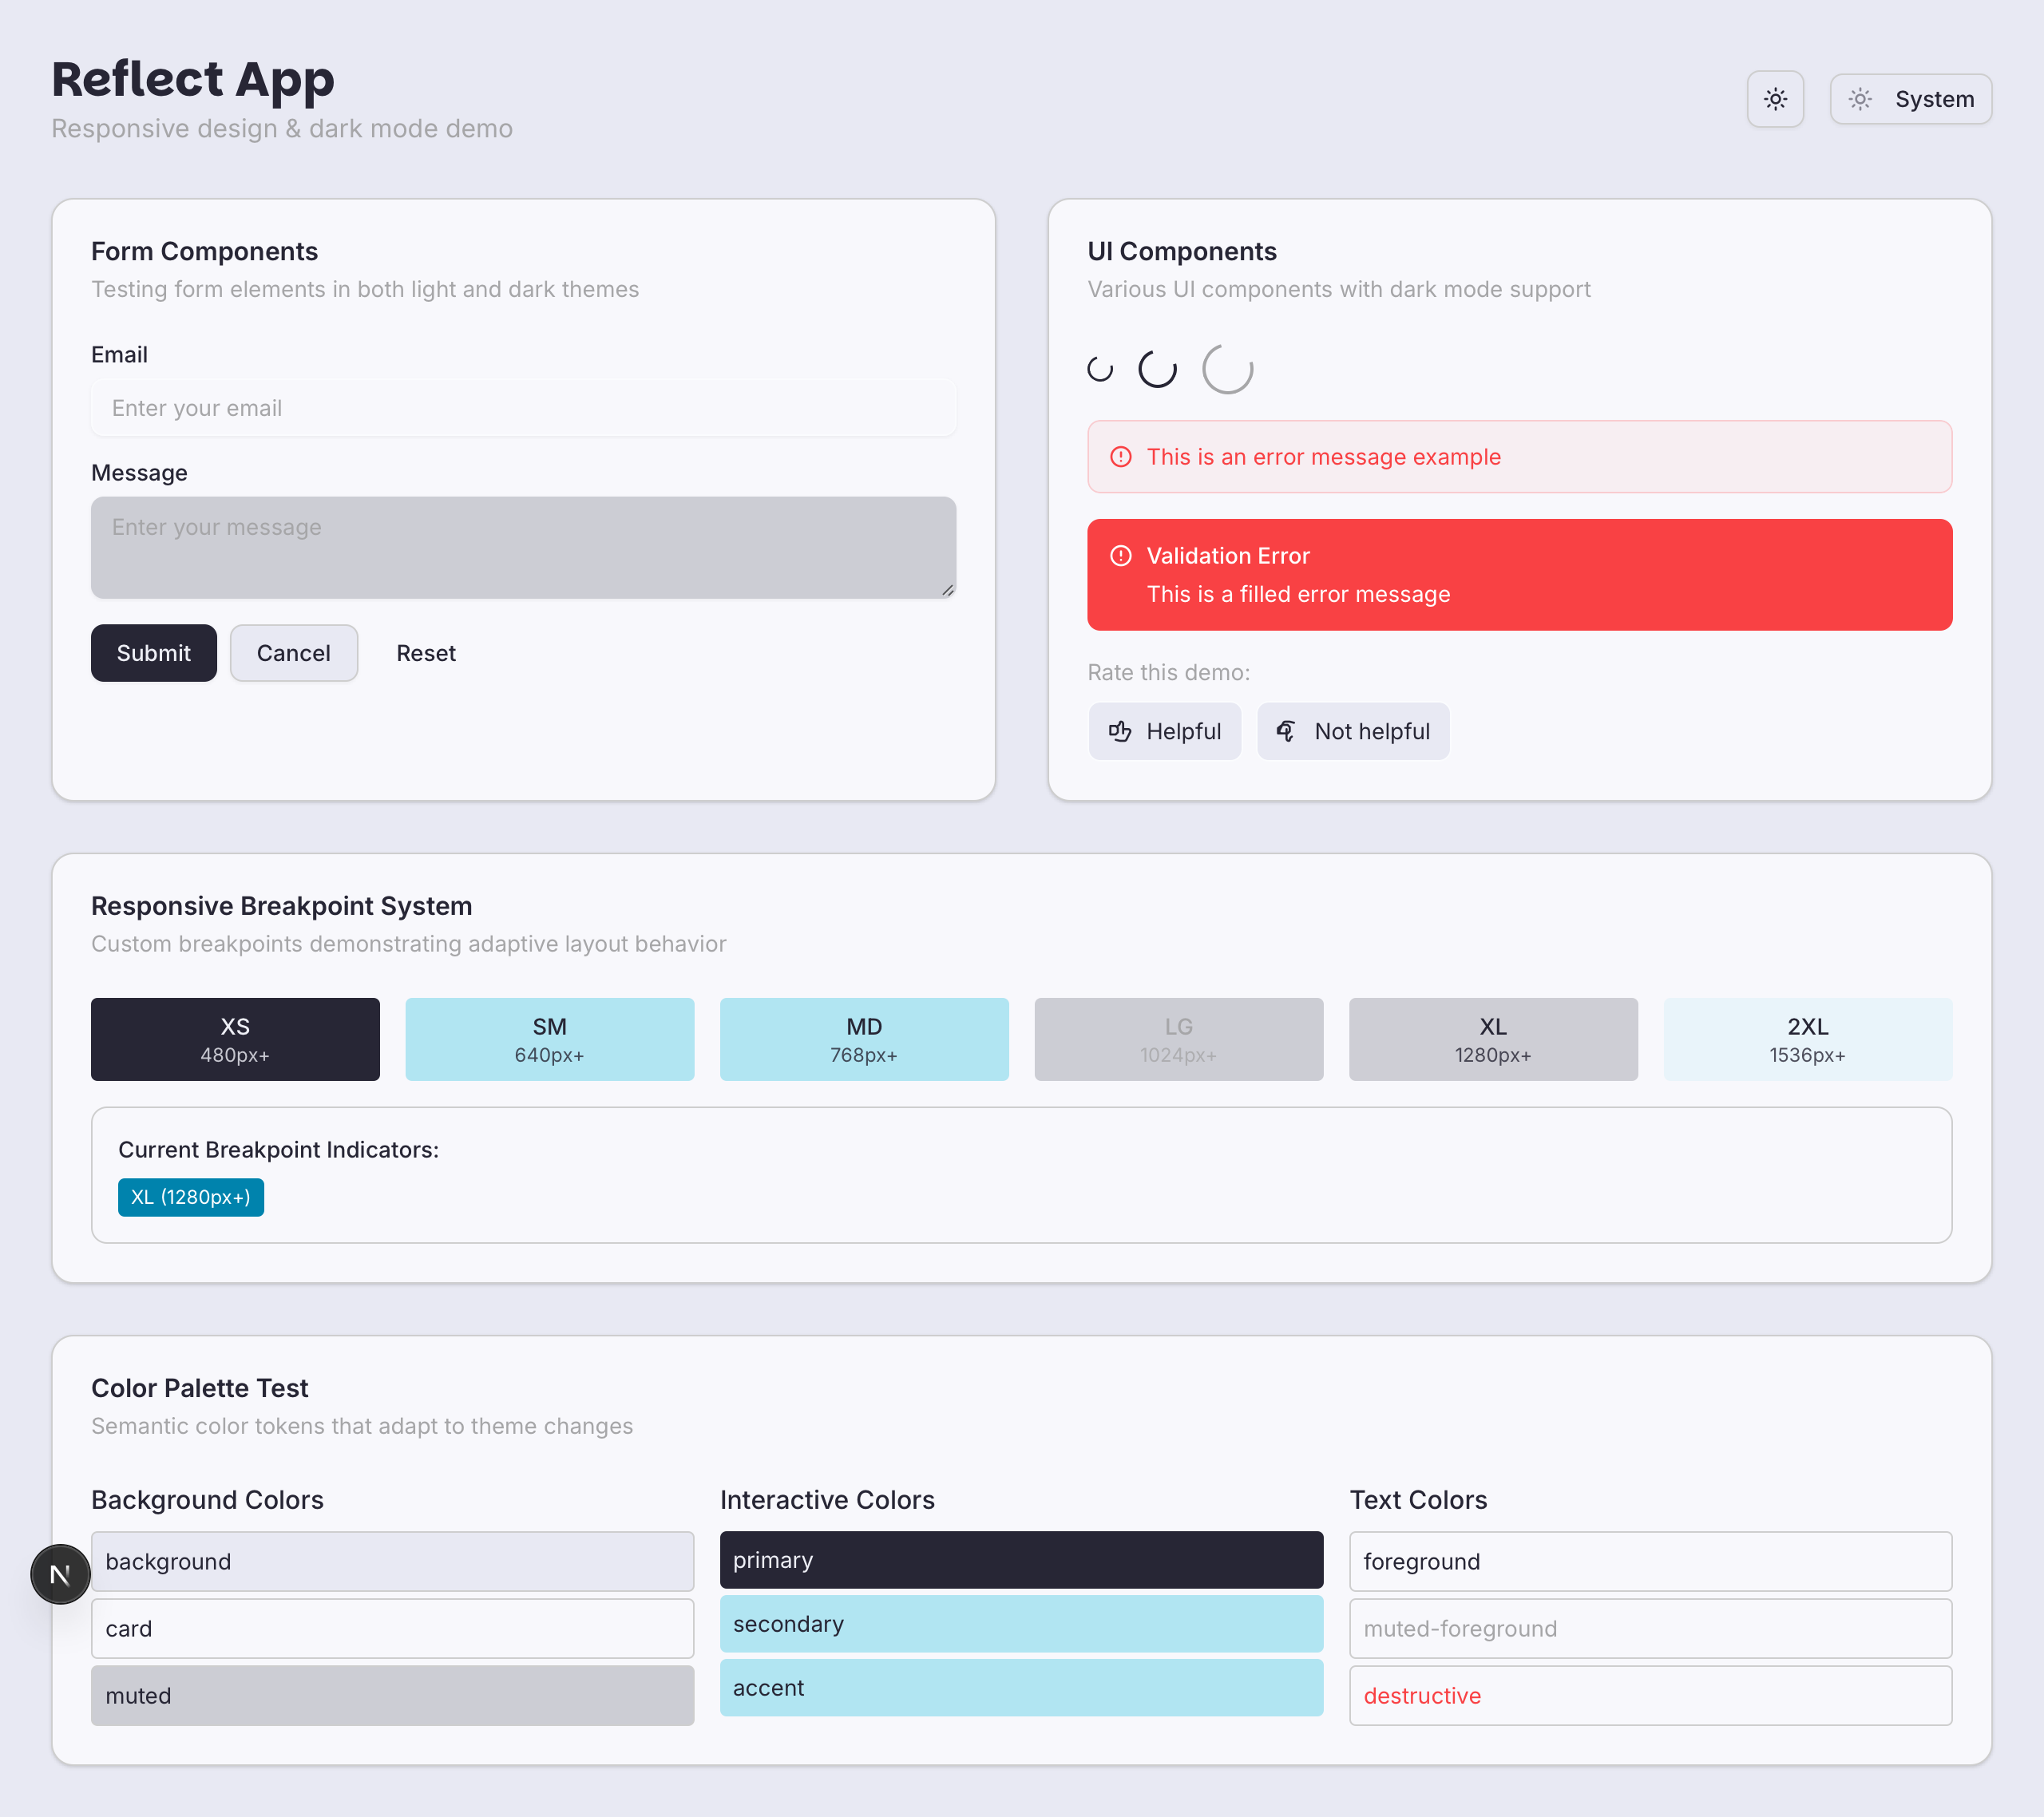 Reflect App
Responsive design & dark mode demo
System
Form Components
Testing form elements in both light and dark themes
Email
Enter your email
Message
Enter your message
Submit
Cancel
Reset
UI Components
Various UI components with dark mode support
This is an error message example
Validation Error
This is a filled error message
Rate this demo:
Helpful
Not helpful
Responsive Breakpoint System
Custom breakpoints demonstrating adaptive layout behavior
XS
480px+
SM
640px+
MD
768px+
LG
1024px+
XL
1280px+
2XL
1536px+
Current Breakpoint Indicators:
XL (1280px+)
Color Palette Test
Semantic color tokens that adapt to theme changes
Background Colors
background
card
muted
Interactive Colors
primary
secondary
accent
Text Colors
foreground
muted-foreground
destructive
N